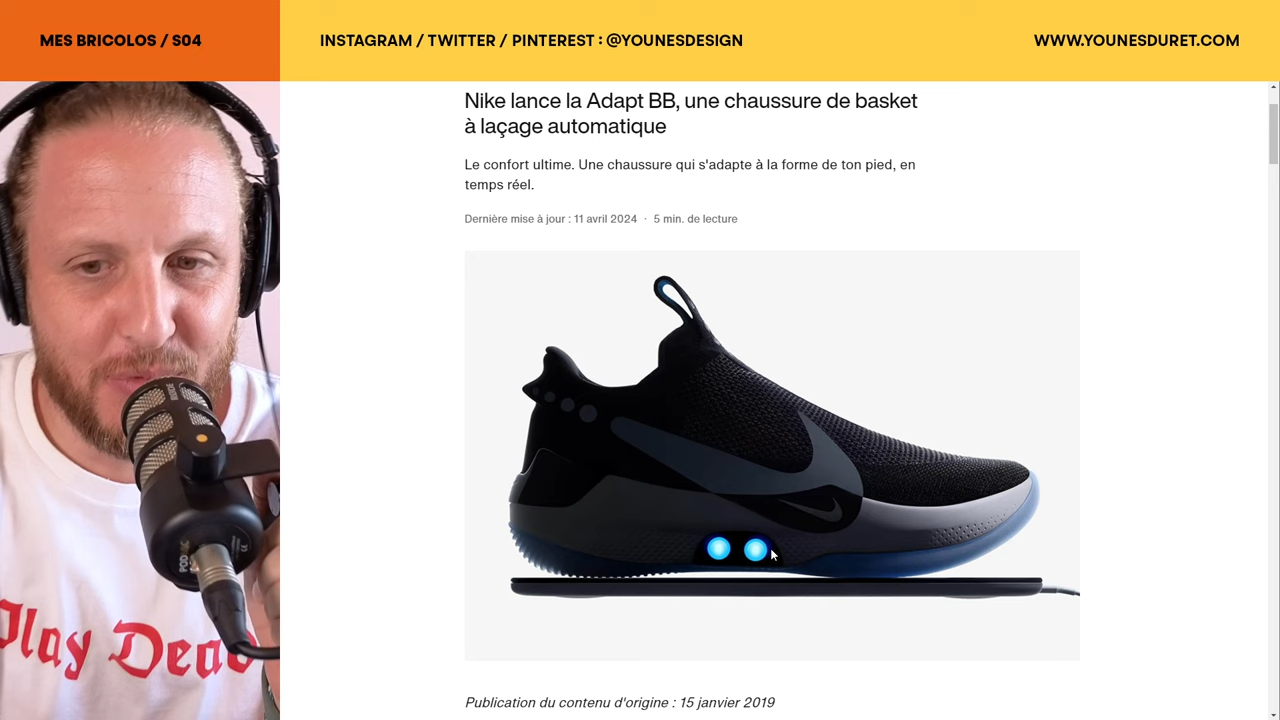 MES BRICOLOS / S04
INSTAGRAM / TWITTER / PINTEREST : @YOUNESDESIGN
WWW.YOUNESDURET.COM
Nike lance la Adapt BB, une chaussure de basket
à laçage automatique
Le confort ultime. Une chaussure qui s'adapte à la forme de ton pied, en
temps réel.
Dernière mise à jour : 11 avril 2024 · 5 min. de lecture
Publication du contenu d'origine : 15 janvier 2019
RØDE
Play Dead